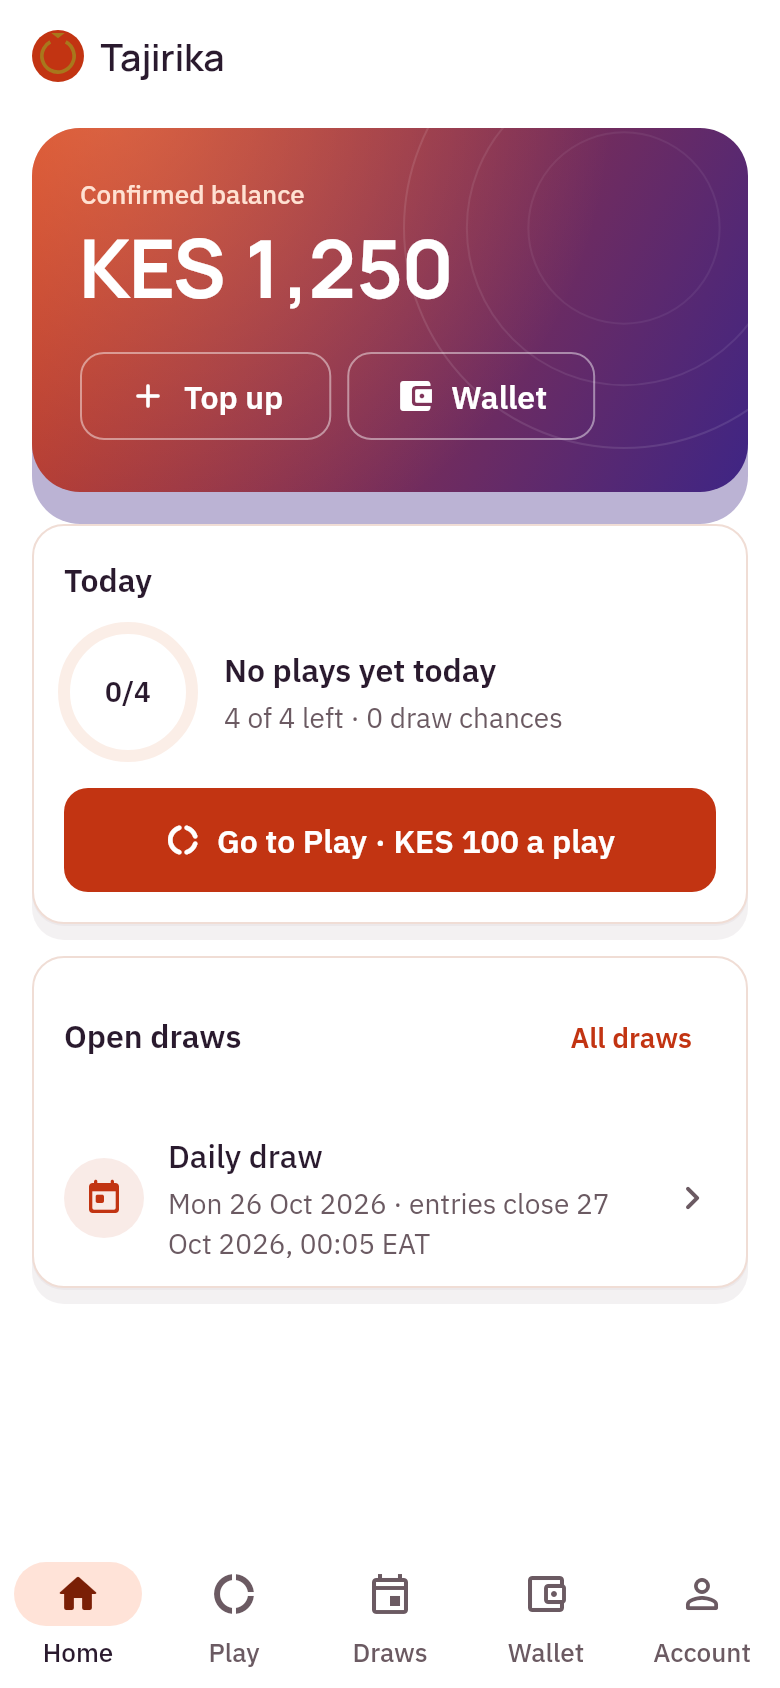 Tajirika
Confirmed balance
KES 1,250
Top up
Wallet
Today
0/4
No plays yet today
4 of 4 left · 0 draw chances
Go to Play · KES 100 a play
Open draws
All draws
Daily draw
Mon 26 Oct 2026 · entries close 27
Oct 2026, 00:05 EAT
Home
Play
Draws
Wallet
Account